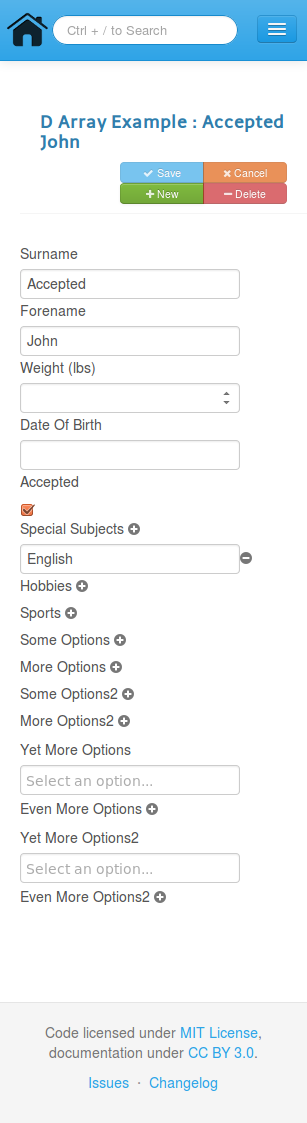 Ctrl + / to Search
D Array Example : Accepted
John
Save Cancel
New Delete
Surname
Accepted
Forename
John
Weight (lbs)
Date Of Birth
Accepted
Special Subjects
English
Hobbies
Sports
Some Options
More Options
Some Options2
More Options2
Yet More Options
Select an option...
Even More Options
Yet More Options2
Select an option...
Even More Options2
Code licensed under MIT License,
documentation under CC BY 3.0.
Issues · Changelog